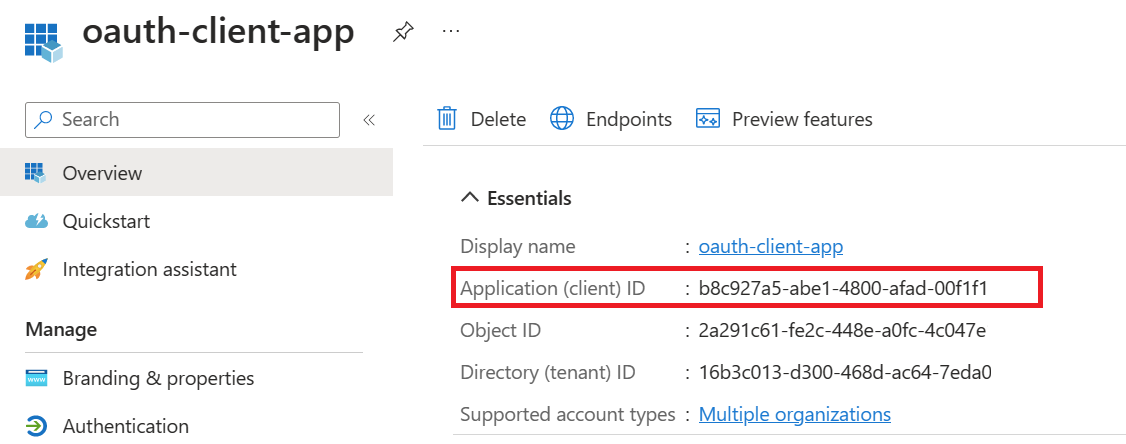 oauth-client-app
...
Search
«
Overview
Quickstart
Integration assistant
Manage
Branding & properties
Authentication
Delete Endpoints Preview features
Essentials
Display name : oauth-client-app
Application (client) ID : b8c927a5-abe1-4800-afad-00f1f1
Object ID : 2a291c61-fe2c-448e-a0fc-4c047e
Directory (tenant) ID : 16b3c013-d300-468d-ac64-7eda0
Supported account types : Multiple organizations